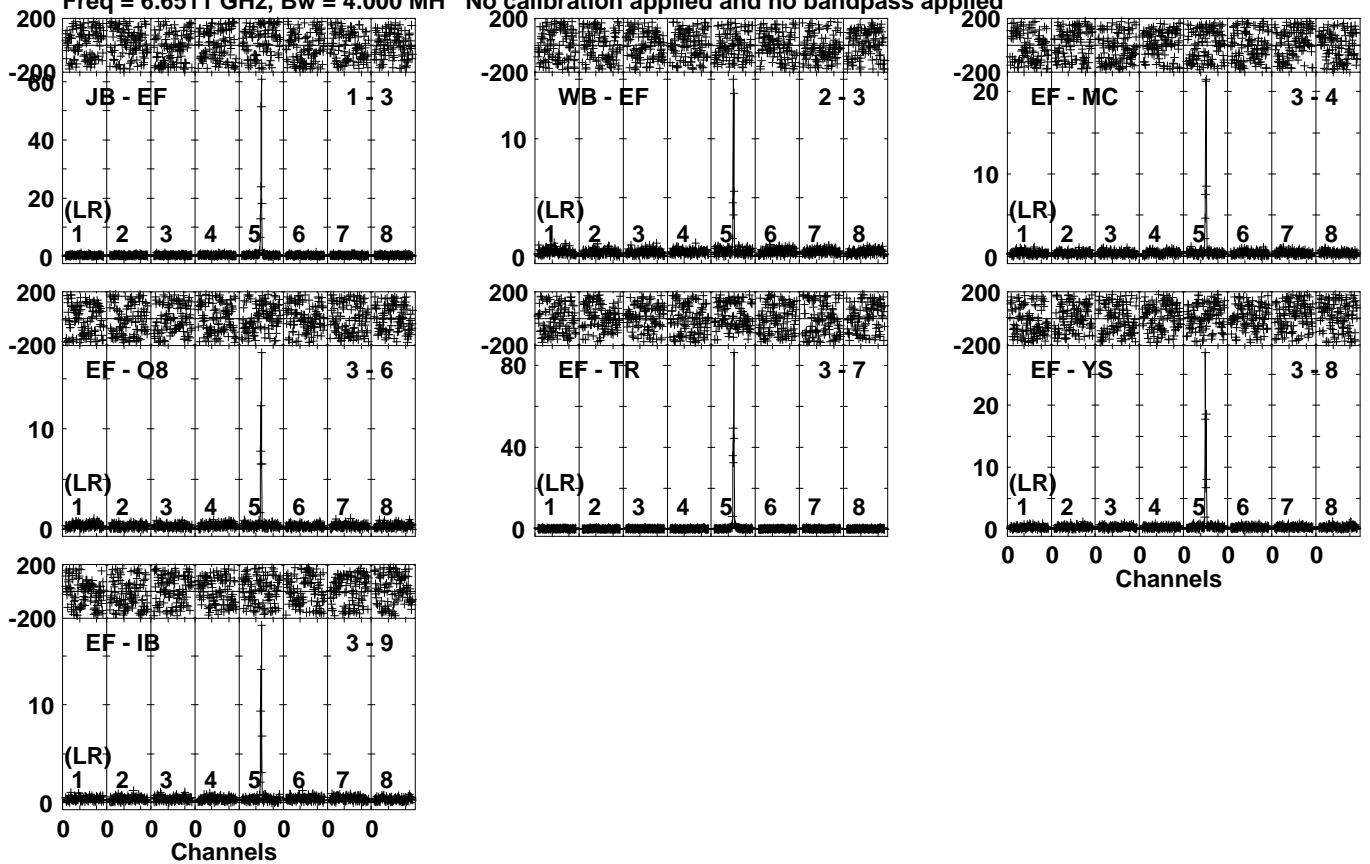 Freq = 6.6511 GHz, Bw = 4.000 MH No calibration applied and no bandpass applied
200
-200
60
40
20
0
JB - EF 1 - 3
(LR)
1 2 3 4 5 6 7 8
200
-200
10
0
WB - EF 2 - 3
(LR)
1 2 3 4 5 6 7 8
200
-200
20
10
0
EF - MC 3 - 4
(LR)
1 2 3 4 5 6 7 8
200
-200
10
0
EF - O8 3 - 6
(LR)
1 2 3 4 5 6 7 8
200
-200
80
40
0
EF - TR 3 - 7
(LR)
1 2 3 4 5 6 7 8
200
-200
20
10
0
EF - YS 3 - 8
(LR)
1 2 3 4 5 6 7 8
0 0 0 0 0 0 0 0
Channels
200
-200
10
0
EF - IB 3 - 9
(LR)
1 2 3 4 5 6 7 8
0 0 0 0 0 0 0 0
Channels